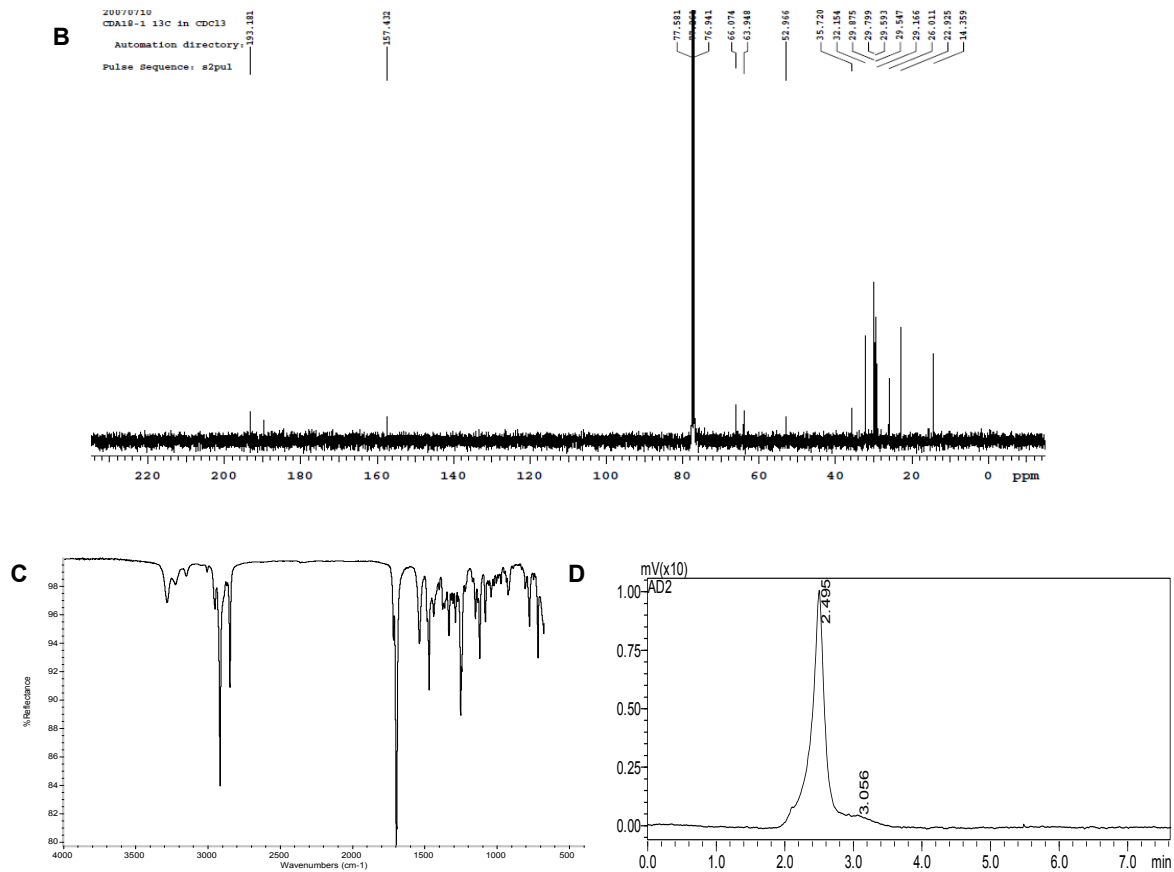 B
20070710
CDA18-1 13C in CDCl3
Automation directory:
Pulse Sequence: s2pul
193.181
157.432
77.581
76.941
66.074
63.948
52.966
35.720
32.154
29.875
29.799
29.593
29.547
29.166
26.011
22.925
14.359
220 200 180 160 140 120 100 80 60 40 20 0 ppm
C
%Reflectance
98
96
94
92
90
88
86
84
82
80
4000 3000 2000 1500 1000 500
Wavenumbers (cm-1)
D
mV(x10)
AD2
1.00
0.75
0.50
0.25
0.00
2.495
3.056
0.0 1.0 2.0 3.0 4.0 5.0 6.0 7.0 min